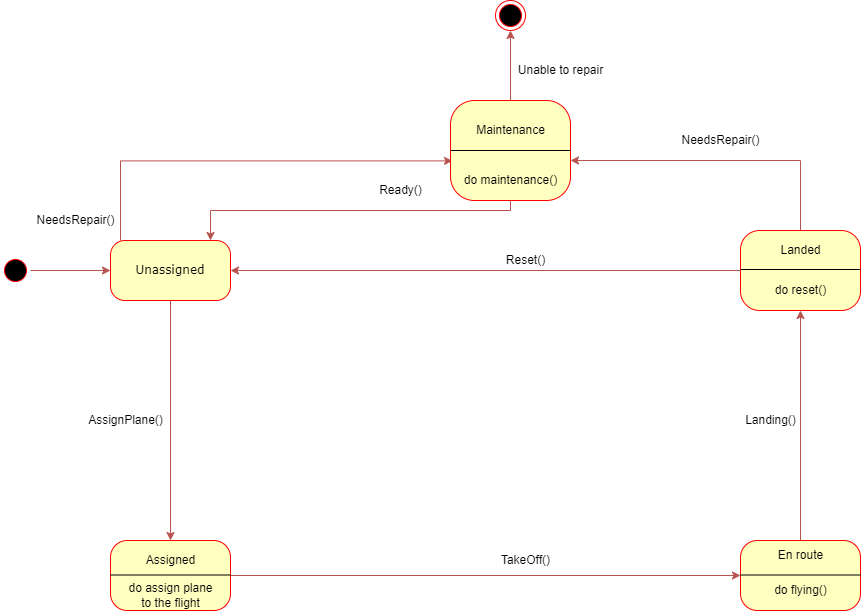 Unable to repair
Maintenance
do maintenance()
NeedsRepair()
Ready()
NeedsRepair()
Unassigned
Reset()
Landed
do reset()
AssignPlane()
Landing()
Assigned
do assign plane
to the flight
TakeOff()
En route
do flying()